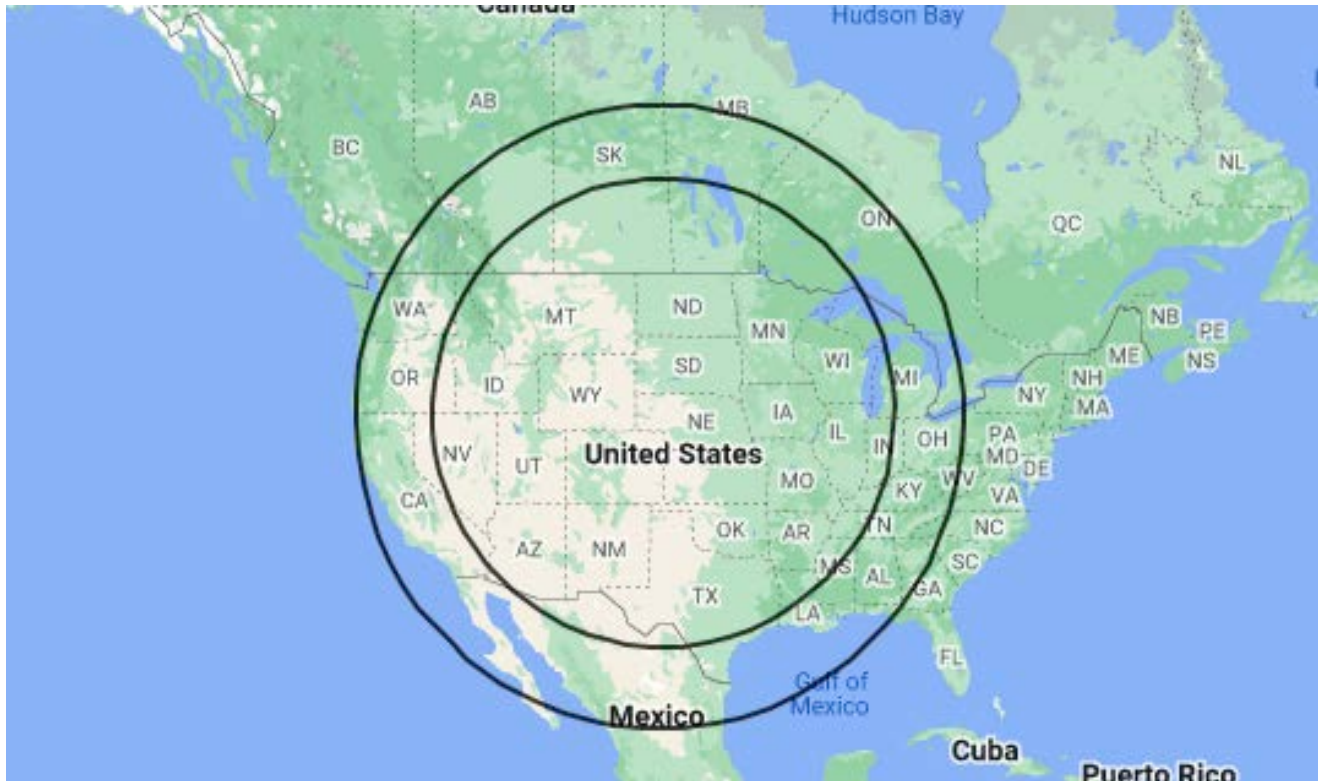 Canada
Hudson Bay
AB
MB
BC
SK
NL
ON
QC
WA
MT
ND
MN
NB
PE
ME
NS
OR
ID
SD
WI
MI
NH
WY
NY
MA
NE
IA
IL
IN
OH
PA
NV
UT
United States
MD
DE
CA
MO
KY
WV
VA
AZ
NM
OK
AR
TN
NC
MS
AL
SC
TX
GA
LA
FL
Gulf of
Mexico
Mexico
Cuba
Puerto Rico